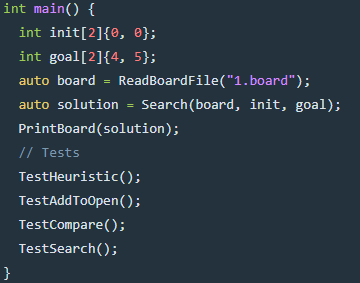 int main() {
  int init[2]{0, 0};
  int goal[2]{4, 5};
  auto board = ReadBoardFile("1.board");
  auto solution = Search(board, init, goal);
  PrintBoard(solution);
  // Tests
  TestHeuristic();
  TestAddToOpen();
  TestCompare();
  TestSearch();
}